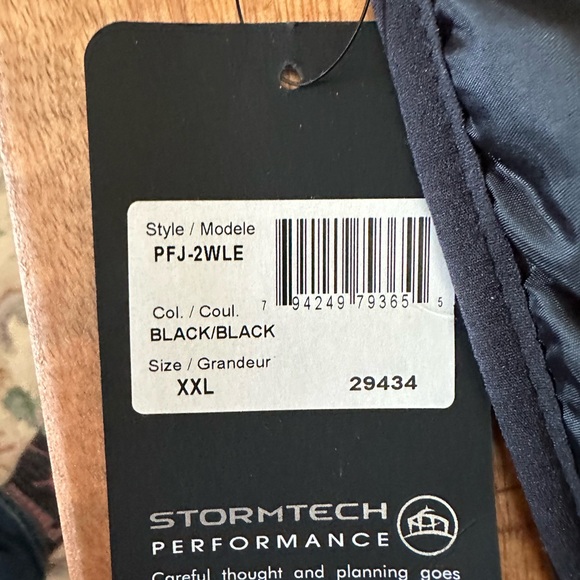 Style / Modele
PFJ-2WLE
7 94249 79365 5
Col. / Coul.
BLACK/BLACK
Size / Grandeur
XXL
29434
STORMTECH
PERFORMANCE
Careful thought and planning goes